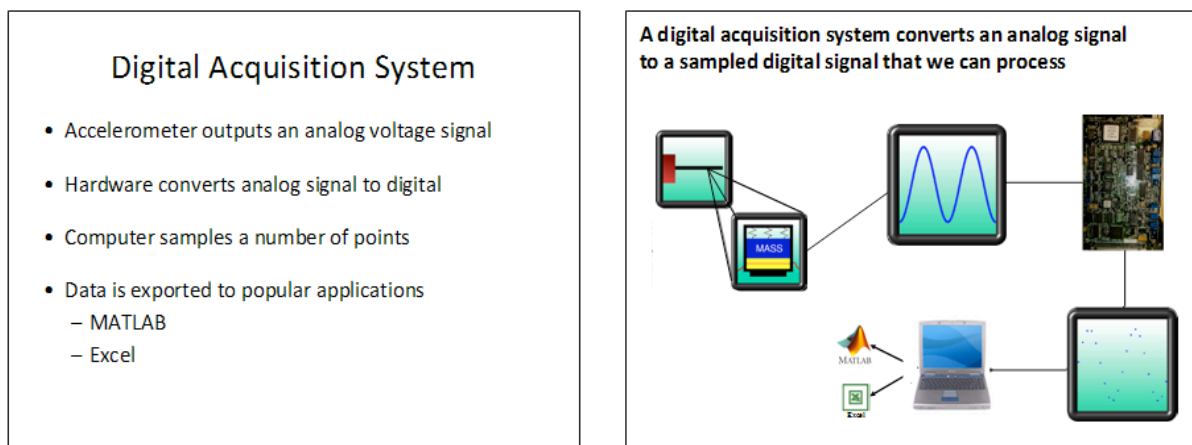 Digital Acquisition System
• Accelerometer outputs an analog voltage signal
• Hardware converts analog signal to digital
• Computer samples a number of points
• Data is exported to popular applications
– MATLAB
– Excel
A digital acquisition system converts an analog signal
to a sampled digital signal that we can process
MASS
MATLAB
Excel